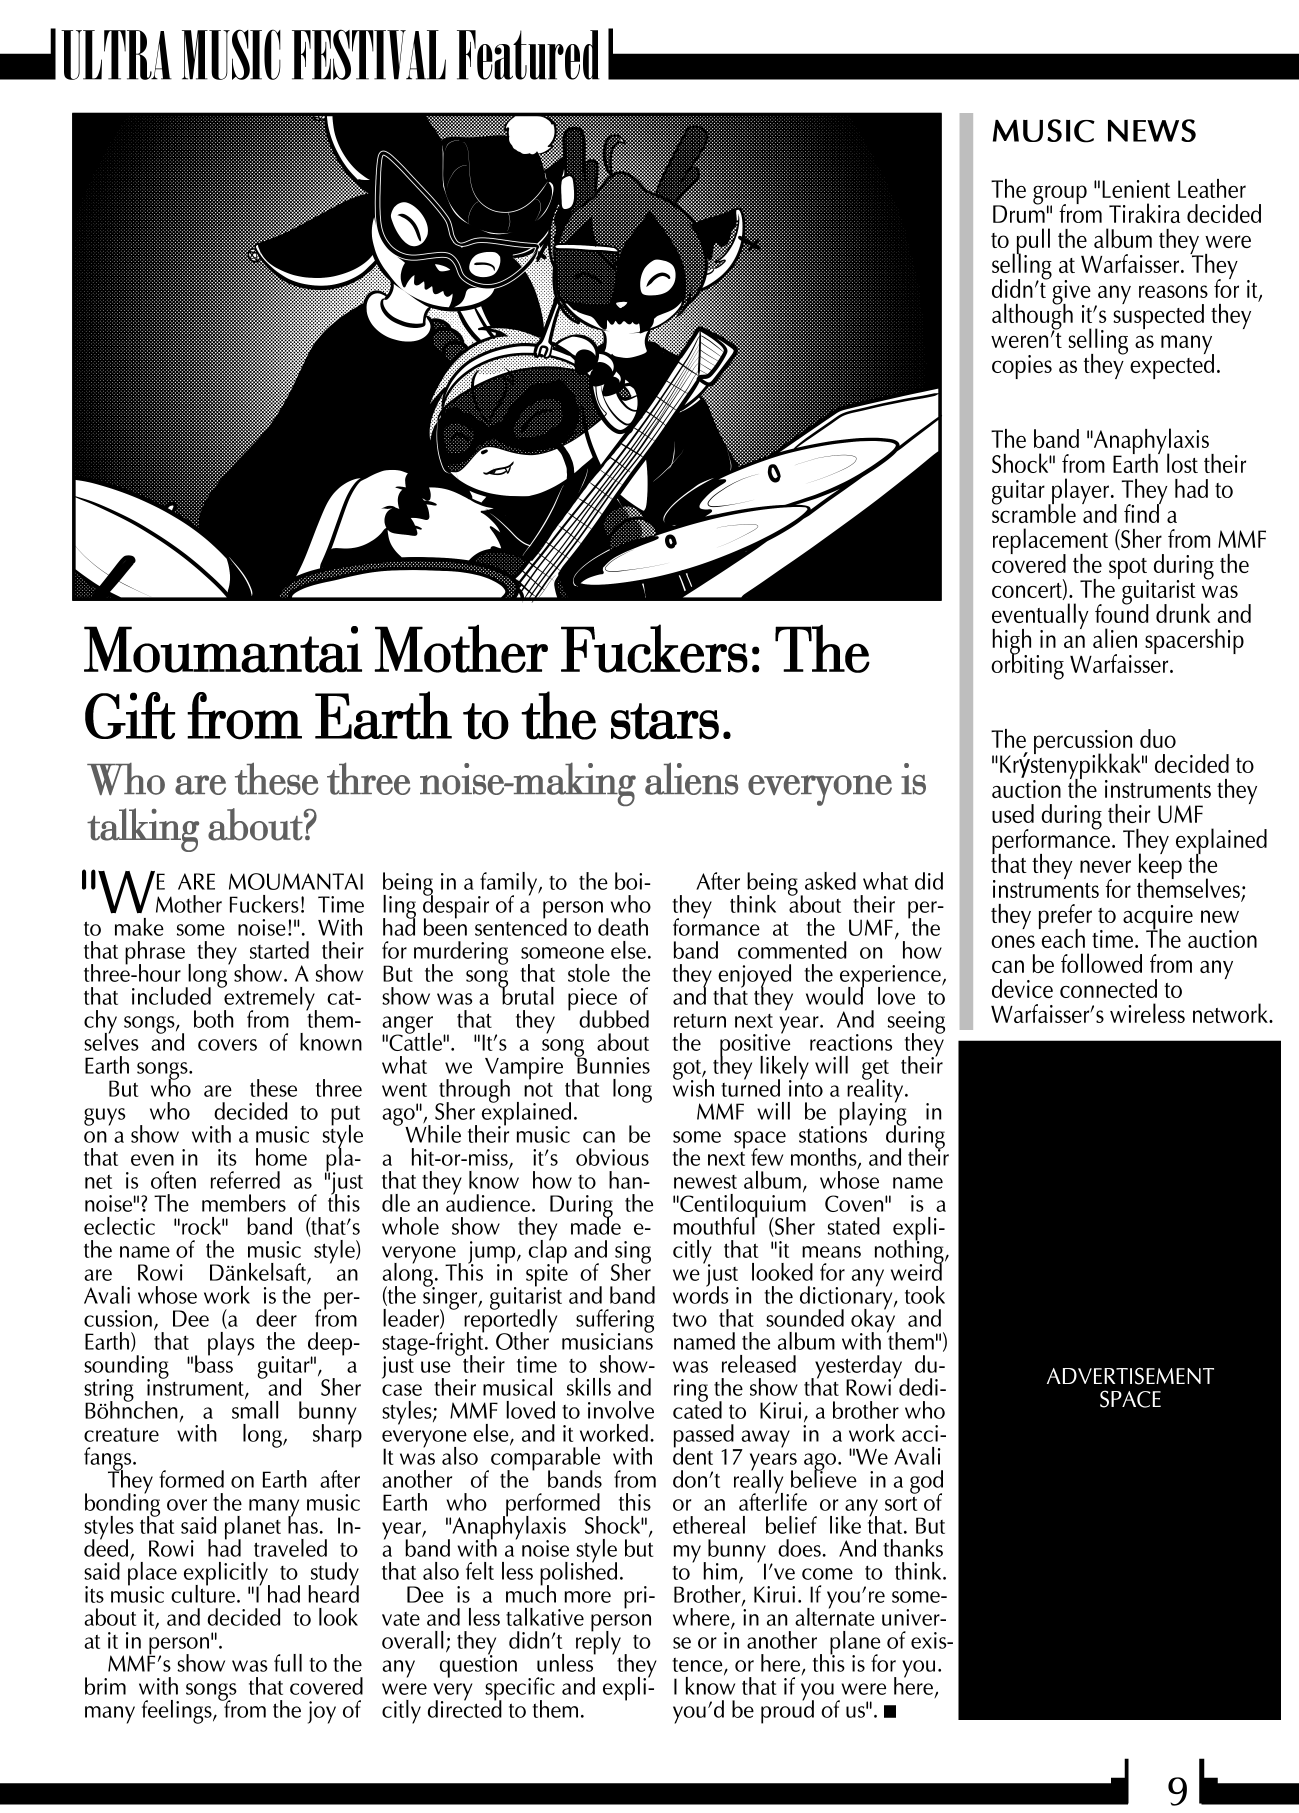 ULTRA MUSIC FESTIVAL Featured
Moumantai Mother Fuckers: The
Gift from Earth to the stars.
Who are these three noise-making aliens everyone is
talking about?
"WE ARE MOUMANTAI
Mother Fuckers! Time
to make some noise!". With
that phrase they started their
three-hour long show. A show
that included extremely cat-
chy songs, both from them-
selves and covers of known
Earth songs.
But who are these three
guys who decided to put
on a show with a music style
that even in its home pla-
net is often referred as "just
noise"? The members of this
eclectic "rock" band (that's
the name of the music style)
are Rowi Dänkelsaft, an
Avali whose work is the per-
cussion, Dee (a deer from
Earth) that plays the deep-
sounding "bass guitar", a
string instrument, and Sher
Böhnchen, a small bunny
creature with long, sharp
fangs.
They formed on Earth after
bonding over the many music
styles that said planet has. In-
deed, Rowi had traveled to
said place explicitly to study
its music culture. "I had heard
about it, and decided to look
at it in person".
MMF's show was full to the
brim with songs that covered
many feelings, from the joy of
being in a family, to the boi-
ling despair of a person who
had been sentenced to death
for murdering someone else.
But the song that stole the
show was a brutal piece of
anger that they dubbed
"Cattle". "It's a song about
what we Vampire Bunnies
went through not that long
ago", Sher explained.
While their music can be
a hit-or-miss, it's obvious
that they know how to han-
dle an audience. During the
whole show they made e-
veryone jump, clap and sing
along. This in spite of Sher
(the singer, guitarist and band
leader) reportedly suffering
stage-fright. Other musicians
just use their time to show-
case their musical skills and
styles; MMF loved to involve
everyone else, and it worked.
It was also comparable with
another of the bands from
Earth who performed this
year, "Anaphylaxis Shock",
a band with a noise style but
that also felt less polished.
Dee is a much more pri-
vate and less talkative person
overall; they didn't reply to
any question unless they
were very specific and expli-
citly directed to them.
After being asked what did
they think about their per-
formance at the UMF, the
band commented on how
they enjoyed the experience,
and that they would love to
return next year. And seeing
the positive reactions they
got, they likely will get their
wish turned into a reality.
MMF will be playing in
some space stations during
the next few months, and their
newest album, whose name
"Centiloquium Coven" is a
mouthful (Sher stated expli-
citly that "it means nothing,
we just looked for any weird
words in the dictionary, took
two that sounded okay and
named the album with them")
was released yesterday du-
ring the show that Rowi dedi-
cated to Kirui, a brother who
passed away in a work acci-
dent 17 years ago. "We Avali
don't really believe in a god
or an afterlife or any sort of
ethereal belief like that. But
my bunny does. And thanks
to him, I've come to think.
Brother, Kirui. If you're some-
where, in an alternate univer-
se or in another plane of exis-
tence, or here, this is for you.
I know that if you were here,
you'd be proud of us". ■
MUSIC NEWS
The group "Lenient Leather
Drum" from Tirakira decided
to pull the album they were
selling at Warfaisser. They
didn't give any reasons for it,
although it's suspected they
weren't selling as many
copies as they expected.
The band "Anaphylaxis
Shock" from Earth lost their
guitar player. They had to
scramble and find a
replacement (Sher from MMF
covered the spot during the
concert). The guitarist was
eventually found drunk and
high in an alien spacership
orbiting Warfaisser.
The percussion duo
"Krýstenypikkak" decided to
auction the instruments they
used during their UMF
performance. They explained
that they never keep the
instruments for themselves;
they prefer to acquire new
ones each time. The auction
can be followed from any
device connected to
Warfaisser's wireless network.
ADVERTISEMENT
SPACE
9